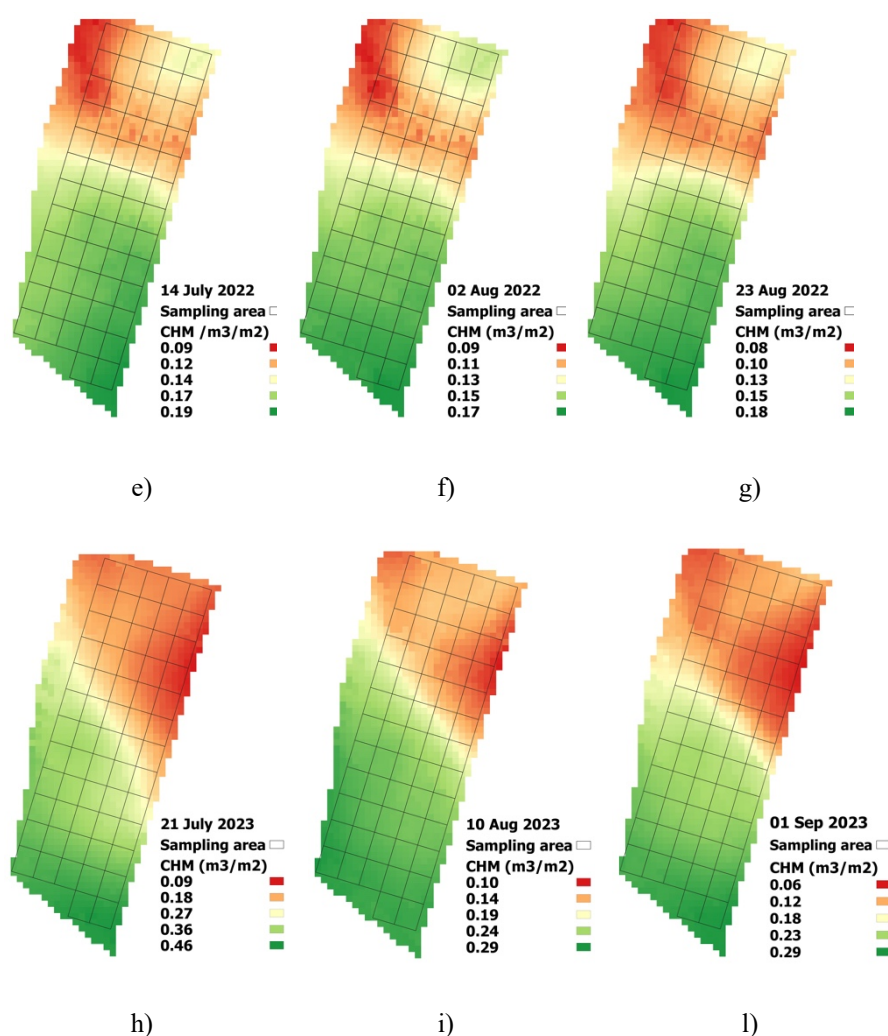 14 July 2022
Sampling area
CHM /m3/m2)
0.09
0.12
0.14
0.17
0.19
02 Aug 2022
Sampling area
CHM (m3/m2)
0.09
0.11
0.13
0.15
0.17
23 Aug 2022
Sampling area
CHM (m3/m2)
0.08
0.10
0.13
0.15
0.18
e)
f)
g)
21 July 2023
Sampling area
CHM (m3/m2)
0.09
0.18
0.27
0.36
0.46
10 Aug 2023
Sampling area
CHM (m3/m2)
0.10
0.14
0.19
0.24
0.29
01 Sep 2023
Sampling area
CHM (m3/m2)
0.06
0.12
0.18
0.23
0.29
h)
i)
l)